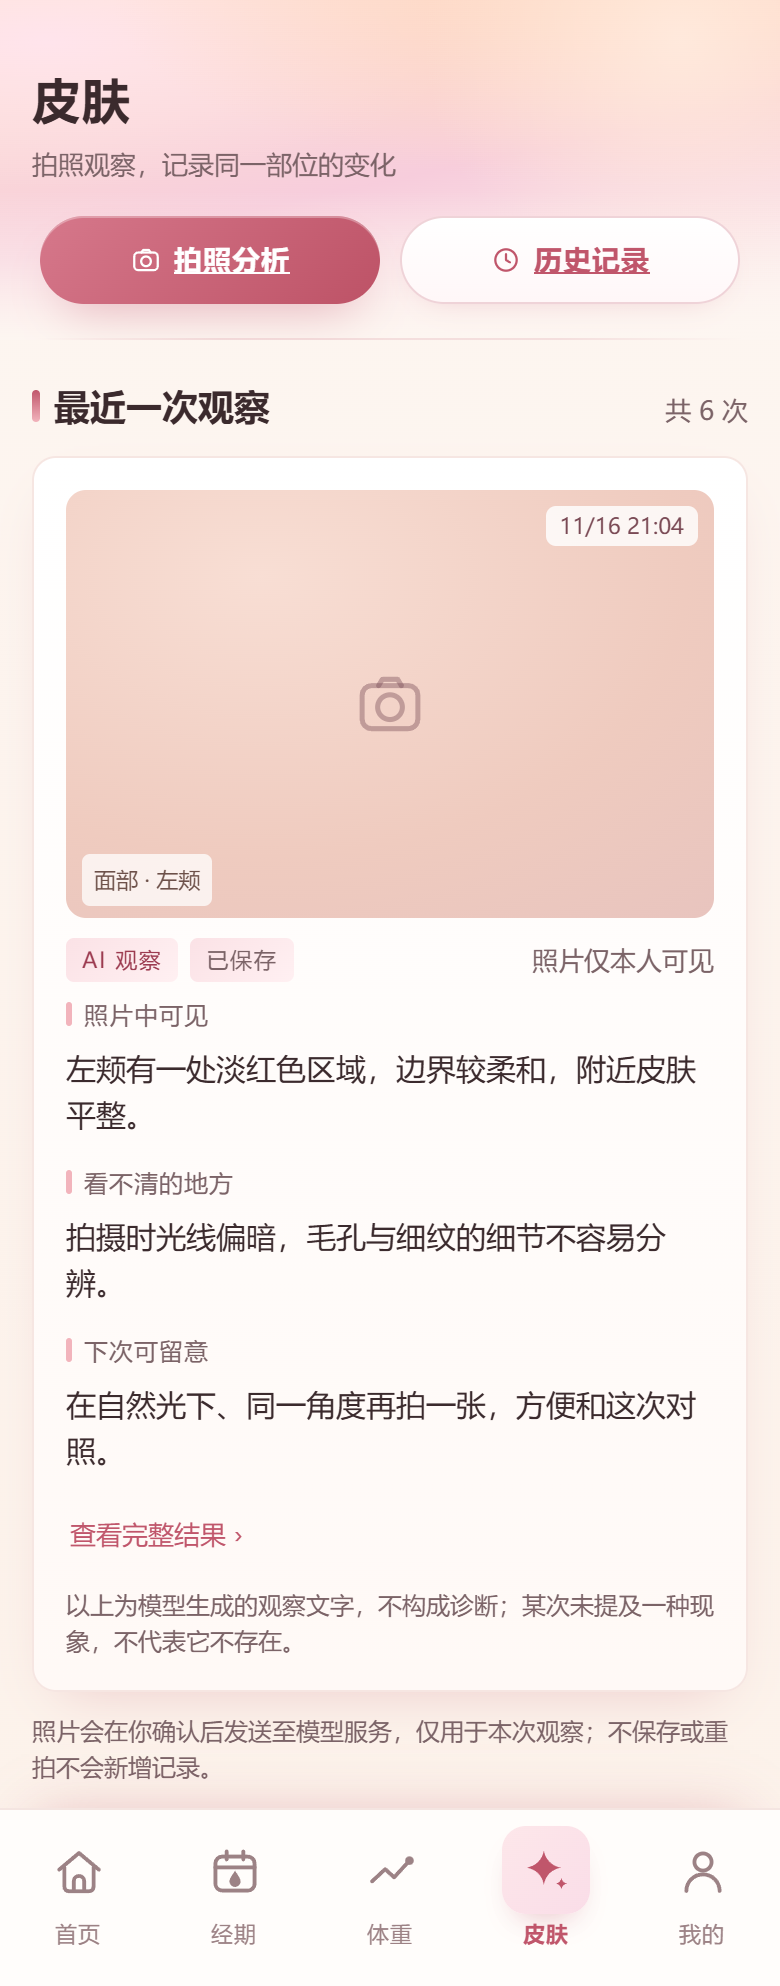 皮肤
拍照观察，记录同一部位的变化
拍照分析
历史记录
最近一次观察
共 6 次
11/16 21:04
面部 · 左颊
AI 观察
已保存
照片仅本人可见
照片中可见
左颊有一处淡红色区域，边界较柔和，附近皮肤
平整。
看不清的地方
拍摄时光线偏暗，毛孔与细纹的细节不容易分
辨。
下次可留意
在自然光下、同一角度再拍一张，方便和这次对
照。
查看完整结果 ›
以上为模型生成的观察文字，不构成诊断；某次未提及一种现
象，不代表它不存在。
照片会在你确认后发送至模型服务，仅用于本次观察；不保存或重
拍不会新增记录。
首页
经期
体重
皮肤
我的